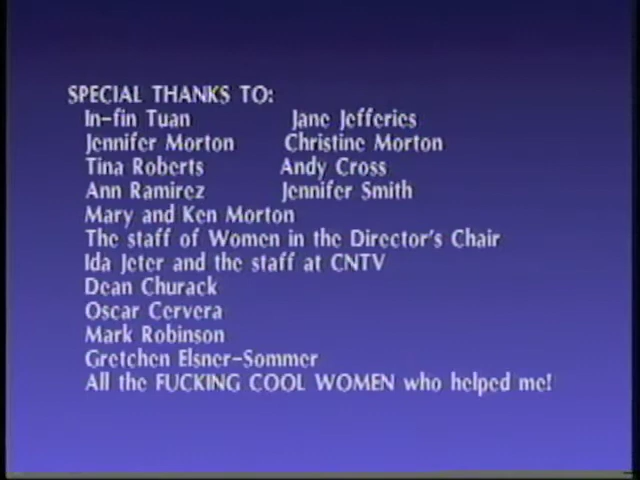 SPECIAL THANKS TO:
In-fin Tuan Jane Jefferies
Jennifer Morton Christine Morton
Tina Roberts Andy Cross
Ann Ramirez Jennifer Smith
Mary and Ken Morton
The staff of Women in the Director's Chair
Ida Jeter and the staff at CNTV
Dean Churack
Oscar Cervera
Mark Robinson
Gretchen Elsner-Sommer
All the FUCKING COOL WOMEN who helped me!